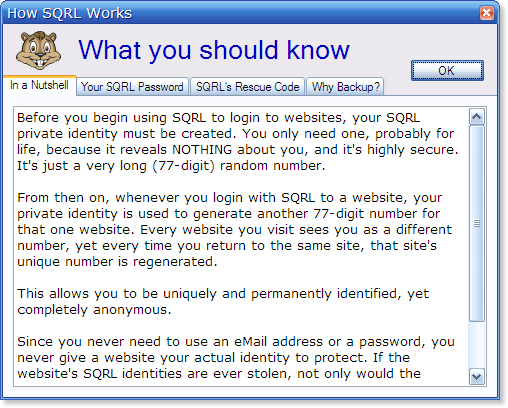 How SQRL Works
What you should know
OK
In a Nutshell
Your SQRL Password
SQRL's Rescue Code
Why Backup?
Before you begin using SQRL to login to websites, your SQRL
private identity must be created. You only need one, probably for
life, because it reveals NOTHING about you, and it's highly secure.
It's just a very long (77-digit) random number.
From then on, whenever you login with SQRL to a website, your
private identity is used to generate another 77-digit number for
that one website. Every website you visit sees you as a different
number, yet every time you return to the same site, that site's
unique number is regenerated.
This allows you to be uniquely and permanently identified, yet
completely anonymous.
Since you never need to use an eMail address or a password, you
never give a website your actual identity to protect. If the
website's SQRL identities are ever stolen, not only would the